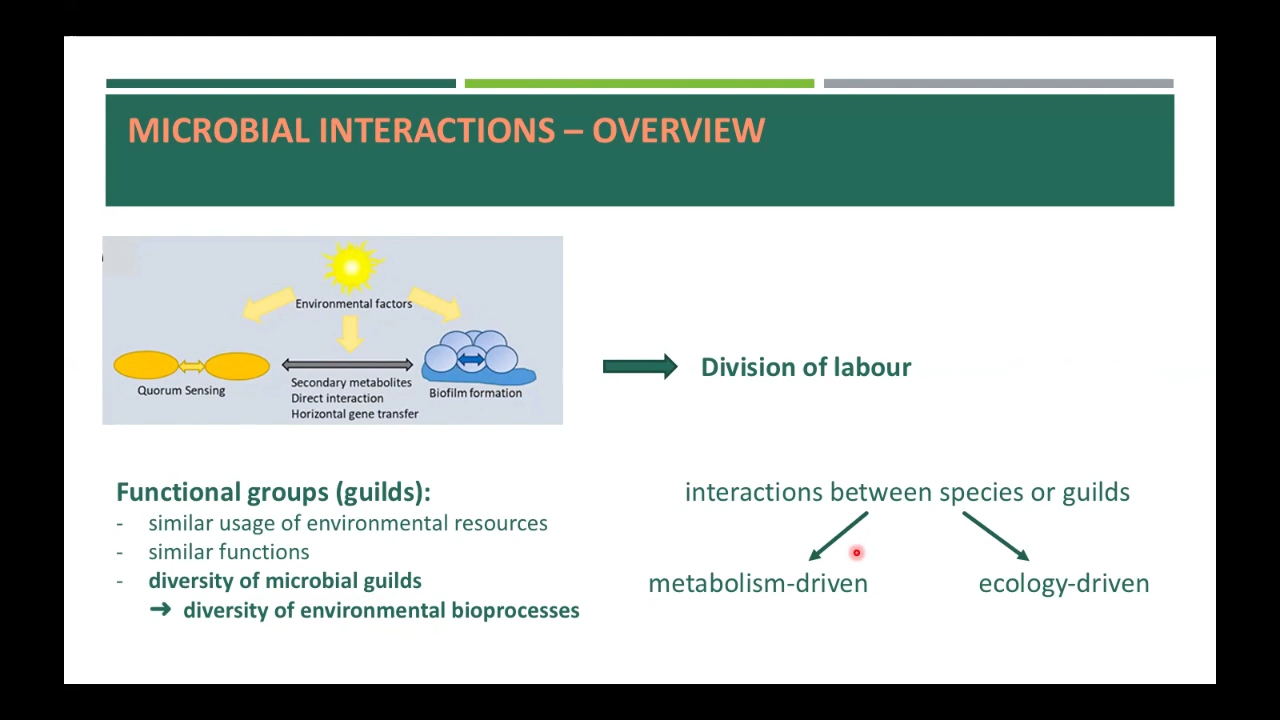 MICROBIAL INTERACTIONS – OVERVIEW
Environmental factors
Quorum Sensing
Secondary metabolites
Direct interaction
Horizontal gene transfer
Biofilm formation
Division of labour
Functional groups (guilds):
- similar usage of environmental resources
- similar functions
- diversity of microbial guilds
➜ diversity of environmental bioprocesses
interactions between species or guilds
metabolism-driven
ecology-driven